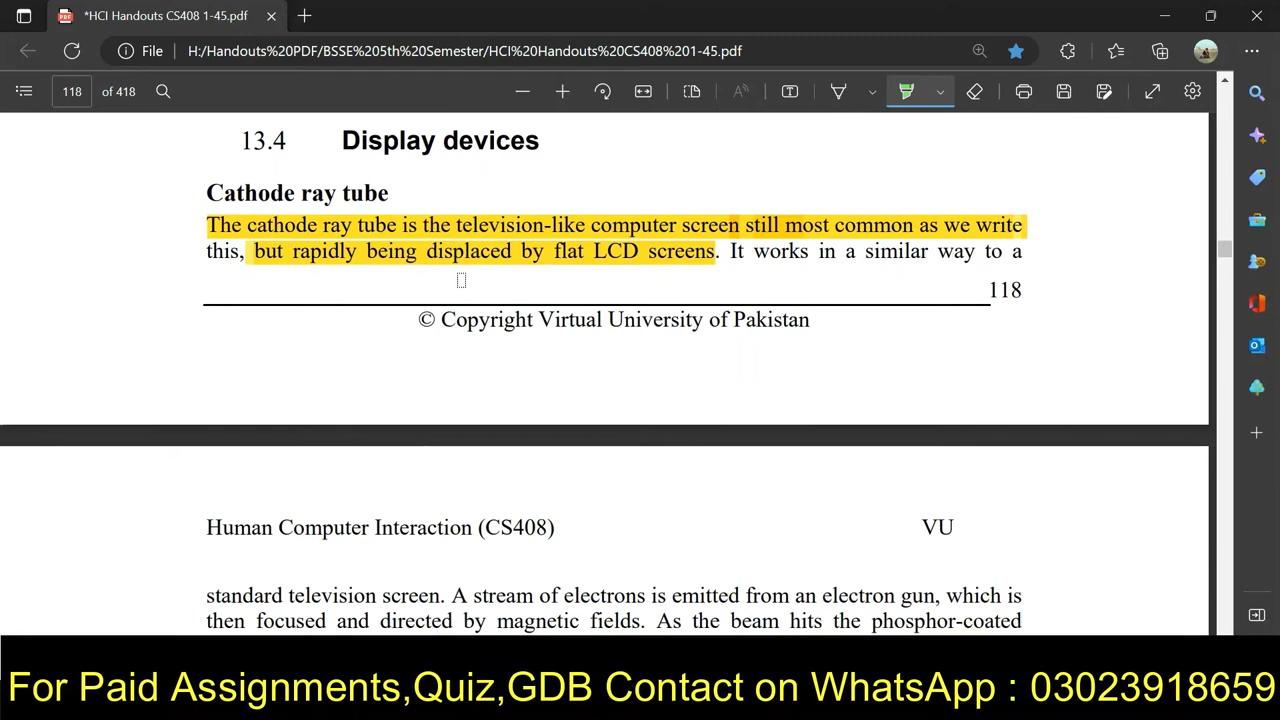 *HCI Handouts CS408 1-45.pdf
File
H:/Handouts%20PDF/BSSE%205th%20Semester/HCI%20Handouts%20CS408%201-45.pdf
118 of 418
13.4 Display devices
Cathode ray tube
The cathode ray tube is the television-like computer screen still most common as we write
this, but rapidly being displaced by flat LCD screens. It works in a similar way to a
118
© Copyright Virtual University of Pakistan
Human Computer Interaction (CS408) VU
standard television screen. A stream of electrons is emitted from an electron gun, which is
then focused and directed by magnetic fields. As the beam hits the phosphor-coated
For Paid Assignments,Quiz,GDB Contact on WhatsApp : 03023918659